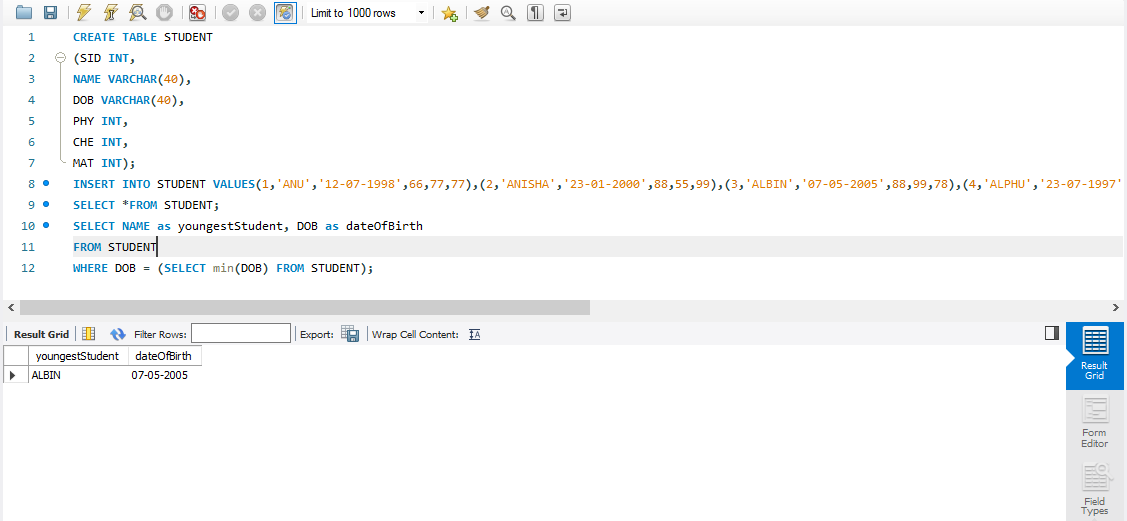 Limit to 1000 rows
1 CREATE TABLE STUDENT
2 (SID INT,
3 NAME VARCHAR(40),
4 DOB VARCHAR(40),
5 PHY INT,
6 CHE INT,
7 MAT INT);
8 INSERT INTO STUDENT VALUES(1,'ANU','12-07-1998',66,77,77),(2,'ANISHA','23-01-2000',88,55,99),(3,'ALBIN','07-05-2005',88,99,78),(4,'ALPHU','23-07-1997'
9 SELECT *FROM STUDENT;
10 SELECT NAME as youngestStudent, DOB as dateOfBirth
11 FROM STUDENT
12 WHERE DOB = (SELECT min(DOB) FROM STUDENT);
Result Grid Filter Rows: Export: Wrap Cell Content: IA
youngestStudent dateOfBirth
ALBIN 07-05-2005
Result
Grid
Form
Editor
Field
Types